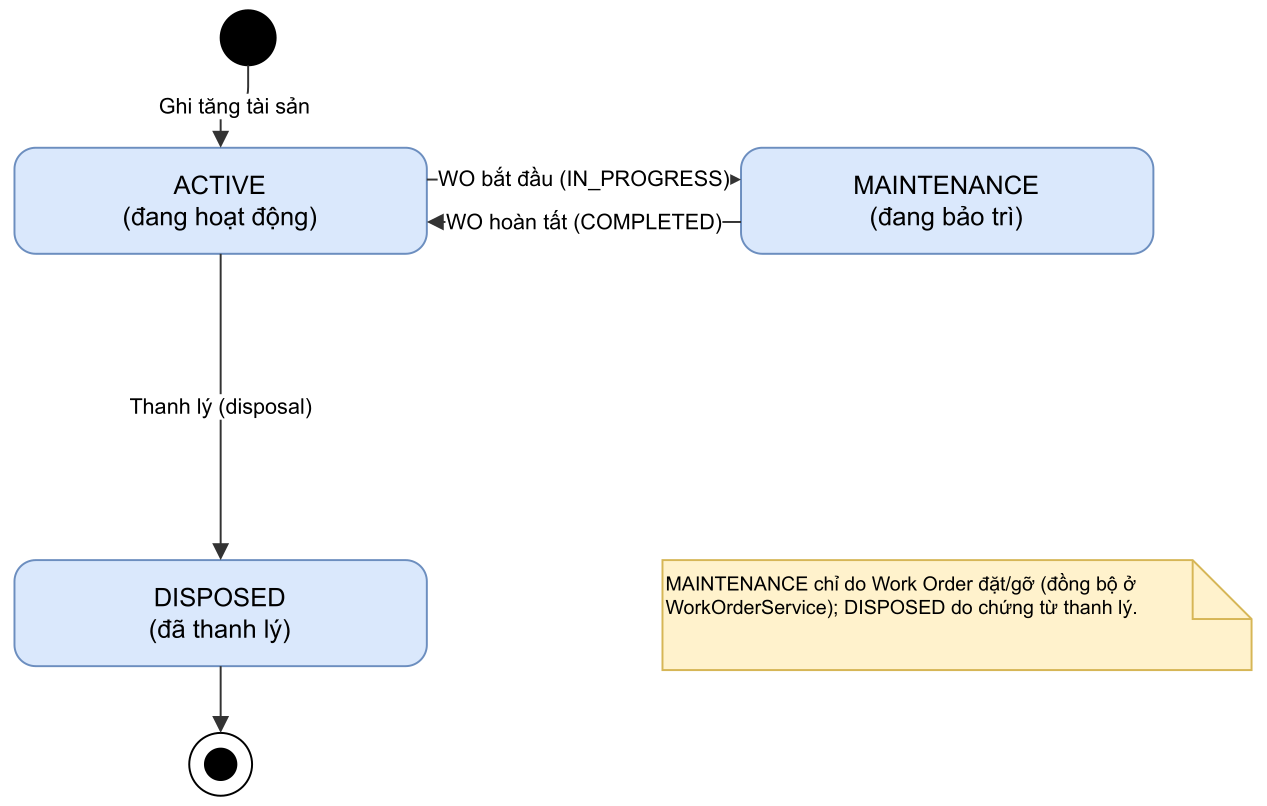 Ghi tăng tài sản
ACTIVE
(đang hoạt động)
WO bắt đầu (IN_PROGRESS)
WO hoàn tất (COMPLETED)
MAINTENANCE
(đang bảo trì)
Thanh lý (disposal)
DISPOSED
(đã thanh lý)
MAINTENANCE chỉ do Work Order đặt/gỡ (đồng bộ ở
WorkOrderService); DISPOSED do chứng từ thanh lý.